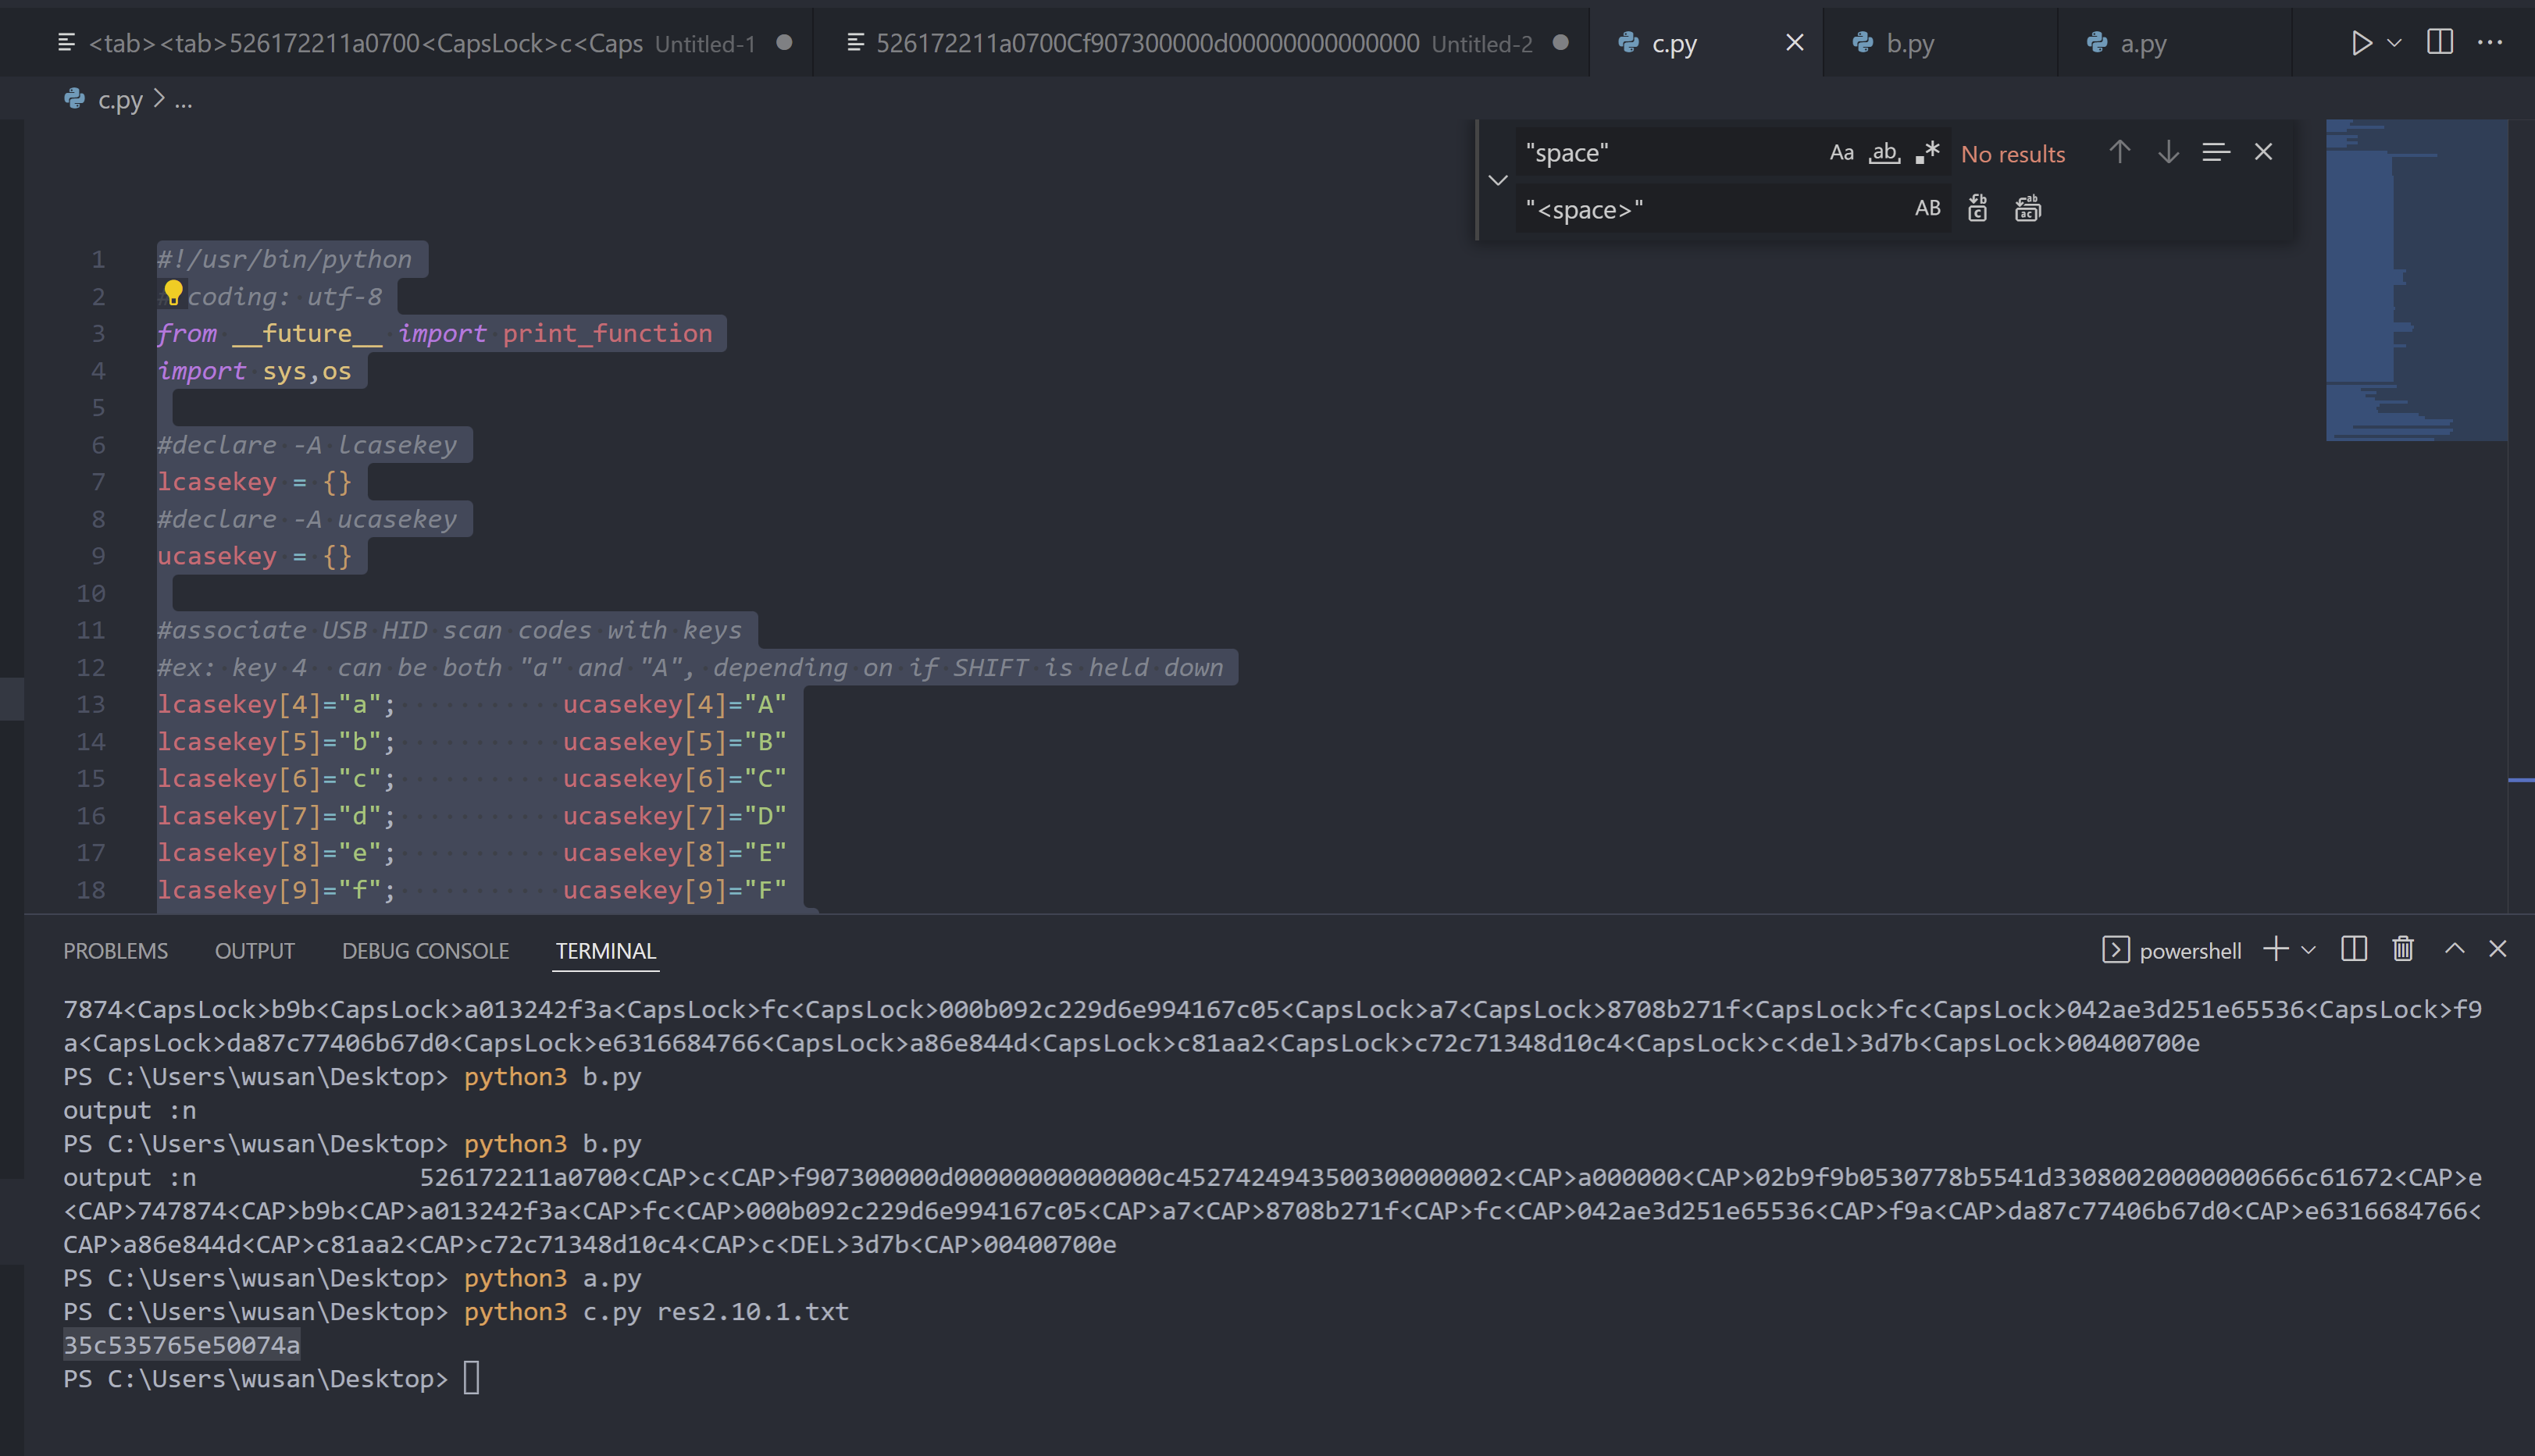 <tab><tab>526172211a0700<CapsLock>c<Caps Untitled-1
526172211a0700Cf907300000d00000000000000 Untitled-2
c.py
b.py
a.py
c.py > ...
"space" Aa ab .* No results
"<space>" AB
1 #!/usr/bin/python
2 # coding: utf-8
3 from __future__ import print_function
4 import sys,os
5
6 #declare -A lcasekey
7 lcasekey = {}
8 #declare -A ucasekey
9 ucasekey = {}
10
11 #associate USB HID scan codes with keys
12 #ex: key 4  can be both "a" and "A", depending on if SHIFT is held down
13 lcasekey[4]="a";           ucasekey[4]="A"
14 lcasekey[5]="b";           ucasekey[5]="B"
15 lcasekey[6]="c";           ucasekey[6]="C"
16 lcasekey[7]="d";           ucasekey[7]="D"
17 lcasekey[8]="e";           ucasekey[8]="E"
18 lcasekey[9]="f";           ucasekey[9]="F"
PROBLEMS OUTPUT DEBUG CONSOLE TERMINAL powershell
7874<CapsLock>b9b<CapsLock>a013242f3a<CapsLock>fc<CapsLock>000b092c229d6e994167c05<CapsLock>a7<CapsLock>8708b271f<CapsLock>fc<CapsLock>042ae3d251e65536<CapsLock>f9
a<CapsLock>da87c77406b67d0<CapsLock>e6316684766<CapsLock>a86e844d<CapsLock>c81aa2<CapsLock>c72c71348d10c4<CapsLock>c<del>3d7b<CapsLock>00400700e
PS C:\Users\wusan\Desktop> python3 b.py
output :n
PS C:\Users\wusan\Desktop> python3 b.py
output :n               526172211a0700<CAP>c<CAP>f907300000d00000000000000c4527424943500300000002<CAP>a000000<CAP>02b9f9b0530778b5541d33080020000000666c61672<CAP>e
<CAP>747874<CAP>b9b<CAP>a013242f3a<CAP>fc<CAP>000b092c229d6e994167c05<CAP>a7<CAP>8708b271f<CAP>fc<CAP>042ae3d251e65536<CAP>f9a<CAP>da87c77406b67d0<CAP>e6316684766<
CAP>a86e844d<CAP>c81aa2<CAP>c72c71348d10c4<CAP>c<DEL>3d7b<CAP>00400700e
PS C:\Users\wusan\Desktop> python3 a.py
PS C:\Users\wusan\Desktop> python3 c.py res2.10.1.txt
35c535765e50074a
PS C:\Users\wusan\Desktop>